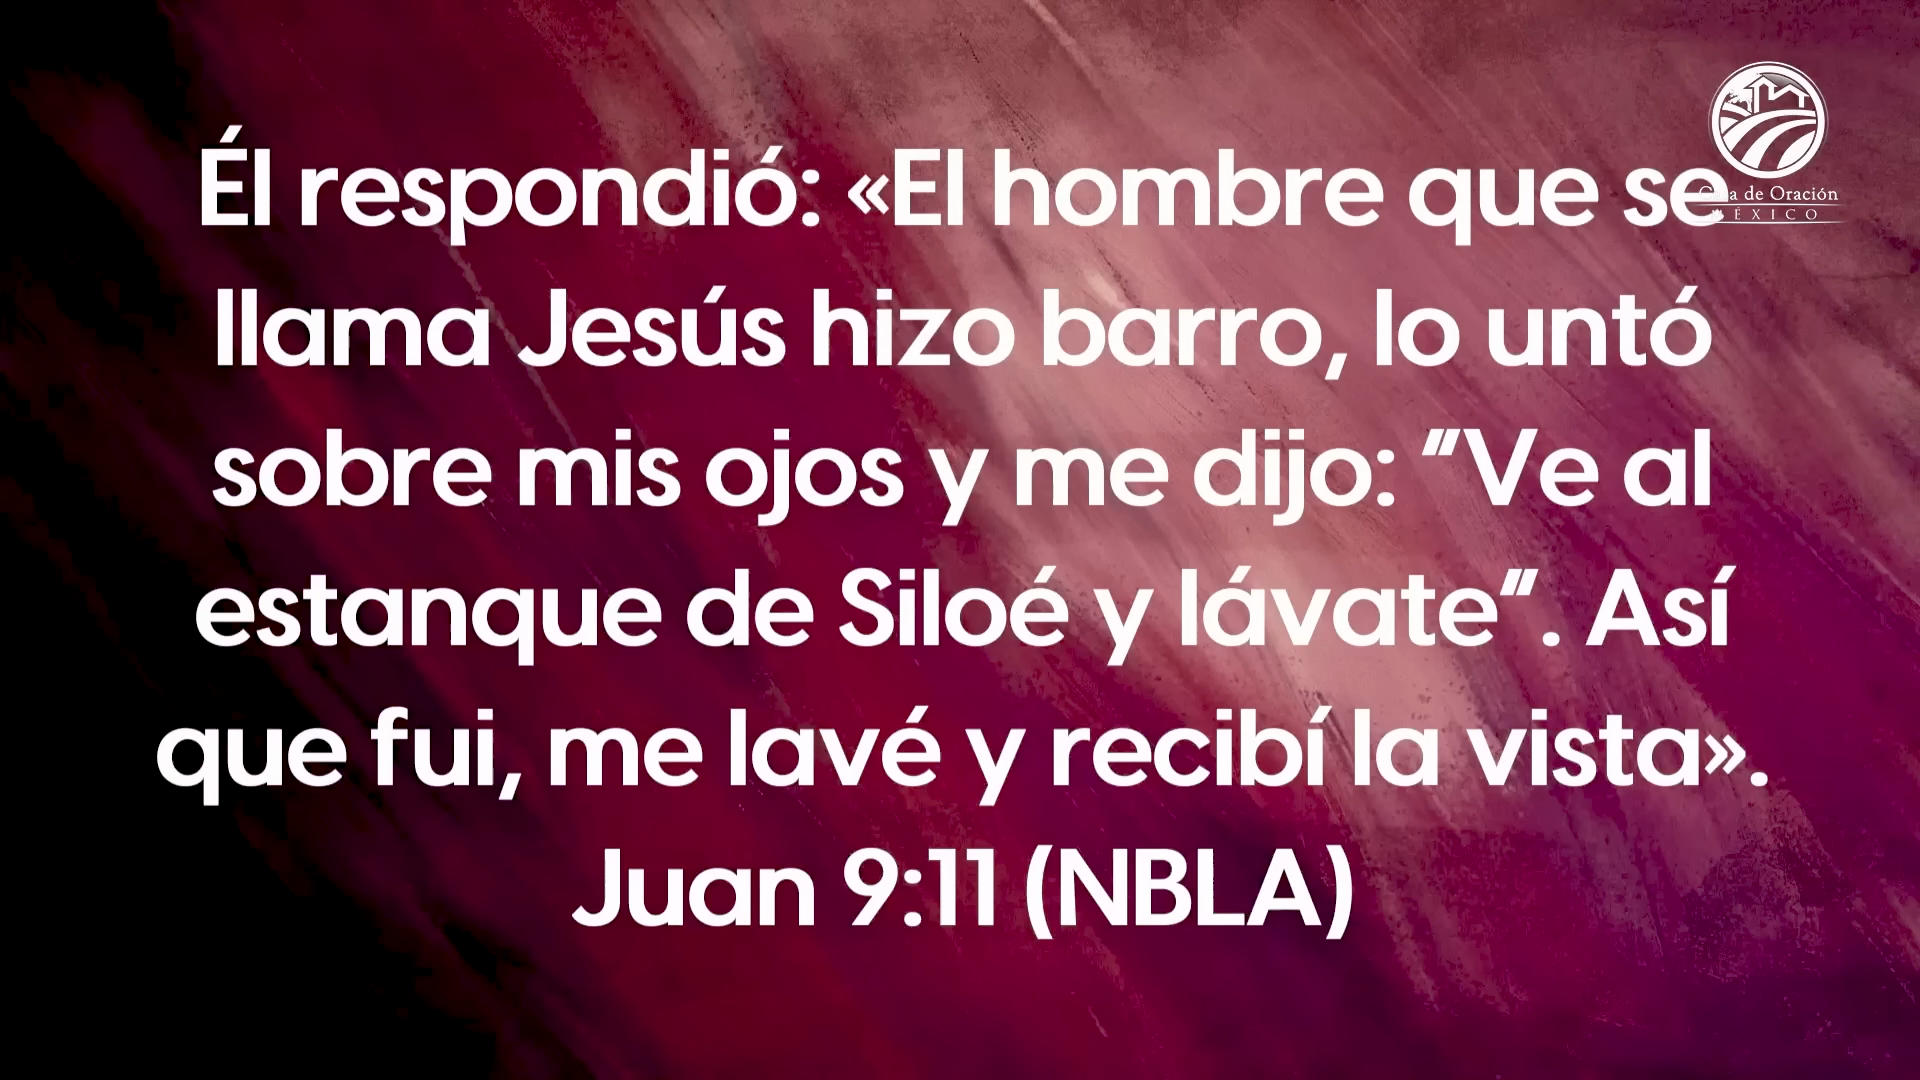 Él respondió: «El hombre que se
llama Jesús hizo barro, lo untó
sobre mis ojos y me dijo: "Ve al
estanque de Siloé y lávate". Así
que fui, me lavé y recibí la vista».
Juan 9:11 (NBLA)
de Oración